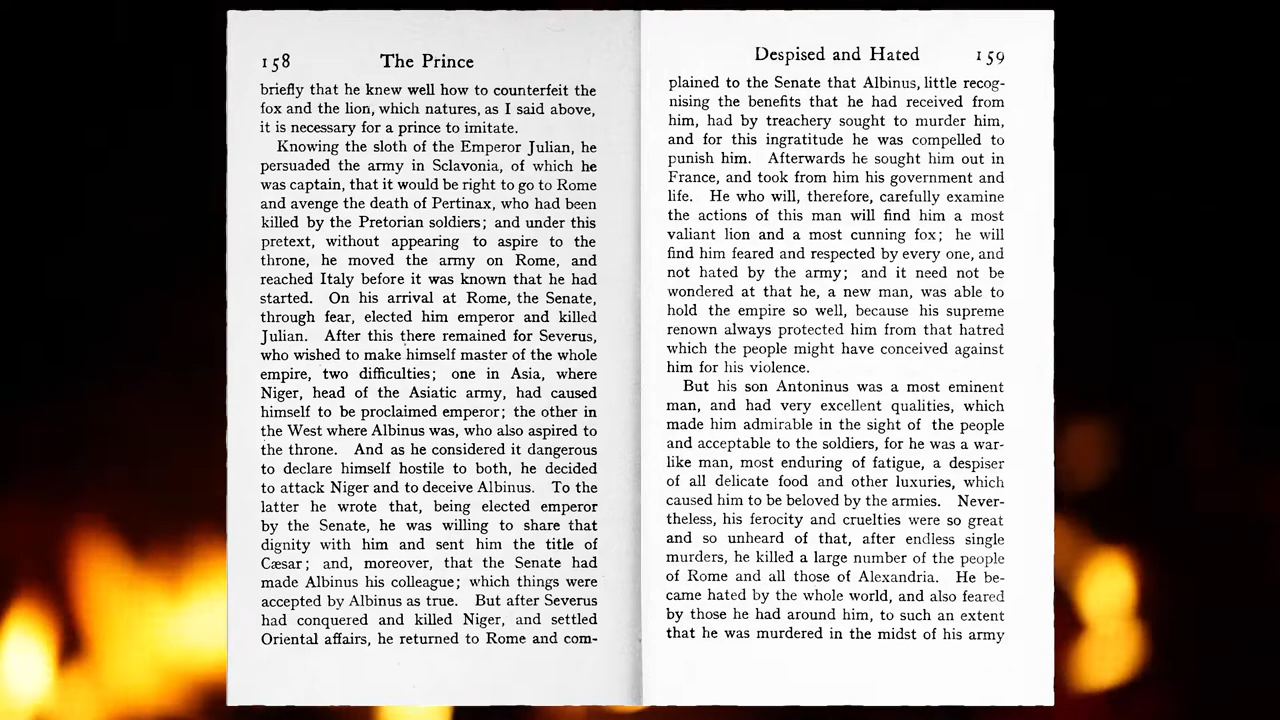 158 The Prince
briefly that he knew well how to counterfeit the
fox and the lion, which natures, as I said above,
it is necessary for a prince to imitate.
Knowing the sloth of the Emperor Julian, he
persuaded the army in Sclavonia, of which he
was captain, that it would be right to go to Rome
and avenge the death of Pertinax, who had been
killed by the Pretorian soldiers; and under this
pretext, without appearing to aspire to the
throne, he moved the army on Rome, and
reached Italy before it was known that he had
started. On his arrival at Rome, the Senate,
through fear, elected him emperor and killed
Julian. After this there remained for Severus,
who wished to make himself master of the whole
empire, two difficulties; one in Asia, where
Niger, head of the Asiatic army, had caused
himself to be proclaimed emperor; the other in
the West where Albinus was, who also aspired to
the throne. And as he considered it dangerous
to declare himself hostile to both, he decided
to attack Niger and to deceive Albinus. To the
latter he wrote that, being elected emperor
by the Senate, he was willing to share that
dignity with him and sent him the title of
Cæsar; and, moreover, that the Senate had
made Albinus his colleague; which things were
accepted by Albinus as true. But after Severus
had conquered and killed Niger, and settled
Oriental affairs, he returned to Rome and com-
Despised and Hated 159
plained to the Senate that Albinus, little recog-
nising the benefits that he had received from
him, had by treachery sought to murder him,
and for this ingratitude he was compelled to
punish him. Afterwards he sought him out in
France, and took from him his government and
life. He who will, therefore, carefully examine
the actions of this man will find him a most
valiant lion and a most cunning fox; he will
find him feared and respected by every one, and
not hated by the army; and it need not be
wondered at that he, a new man, was able to
hold the empire so well, because his supreme
renown always protected him from that hatred
which the people might have conceived against
him for his violence.
But his son Antoninus was a most eminent
man, and had very excellent qualities, which
made him admirable in the sight of the people
and acceptable to the soldiers, for he was a war-
like man, most enduring of fatigue, a despiser
of all delicate food and other luxuries, which
caused him to be beloved by the armies. Never-
theless, his ferocity and cruelties were so great
and so unheard of that, after endless single
murders, he killed a large number of the people
of Rome and all those of Alexandria. He be-
came hated by the whole world, and also feared
by those he had around him, to such an extent
that he was murdered in the midst of his army